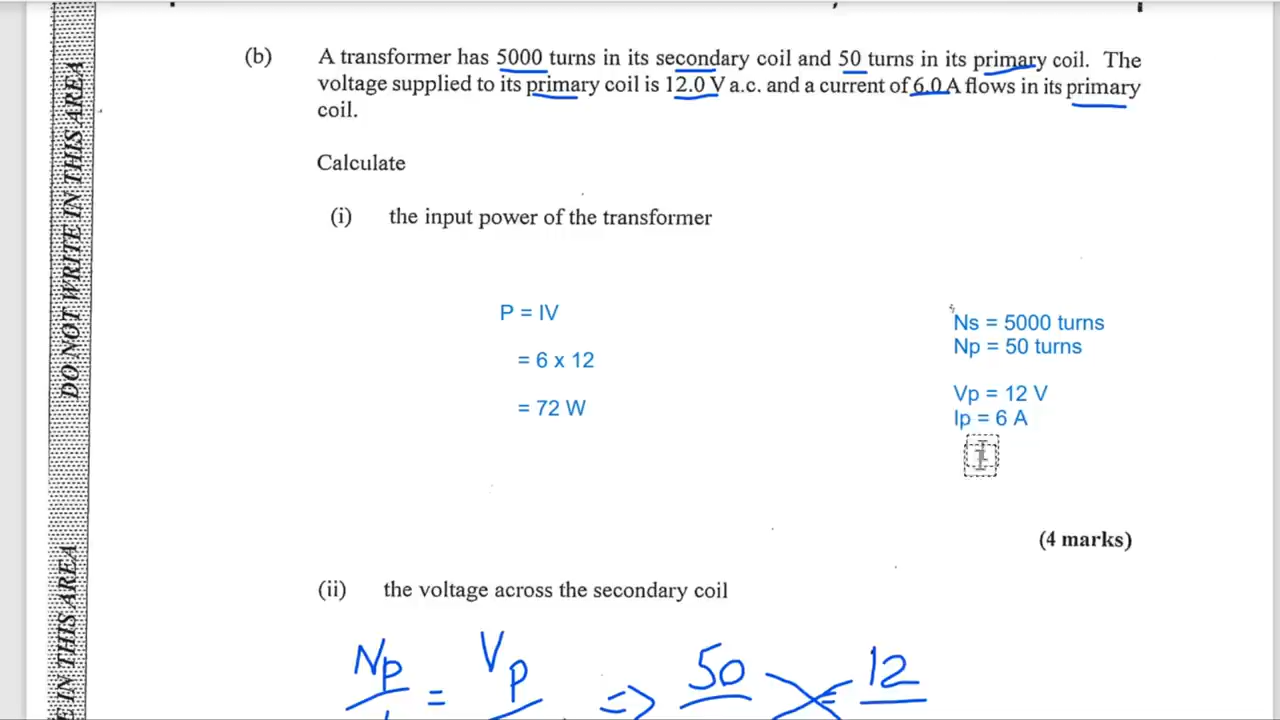 (b) A transformer has 5000 turns in its secondary coil and 50 turns in its primary coil. The
voltage supplied to its primary coil is 12.0 V a.c. and a current of 6.0 A flows in its primary
coil.
Calculate
(i) the input power of the transformer
P = IV
= 6 x 12
= 72 W
Ns = 5000 turns
Np = 50 turns
Vp = 12 V
Ip = 6 A
(4 marks)
(ii) the voltage across the secondary coil
Np = Vp => 50 = 12
DO NOT WRITE IN THIS AREA
E IN THIS AREA